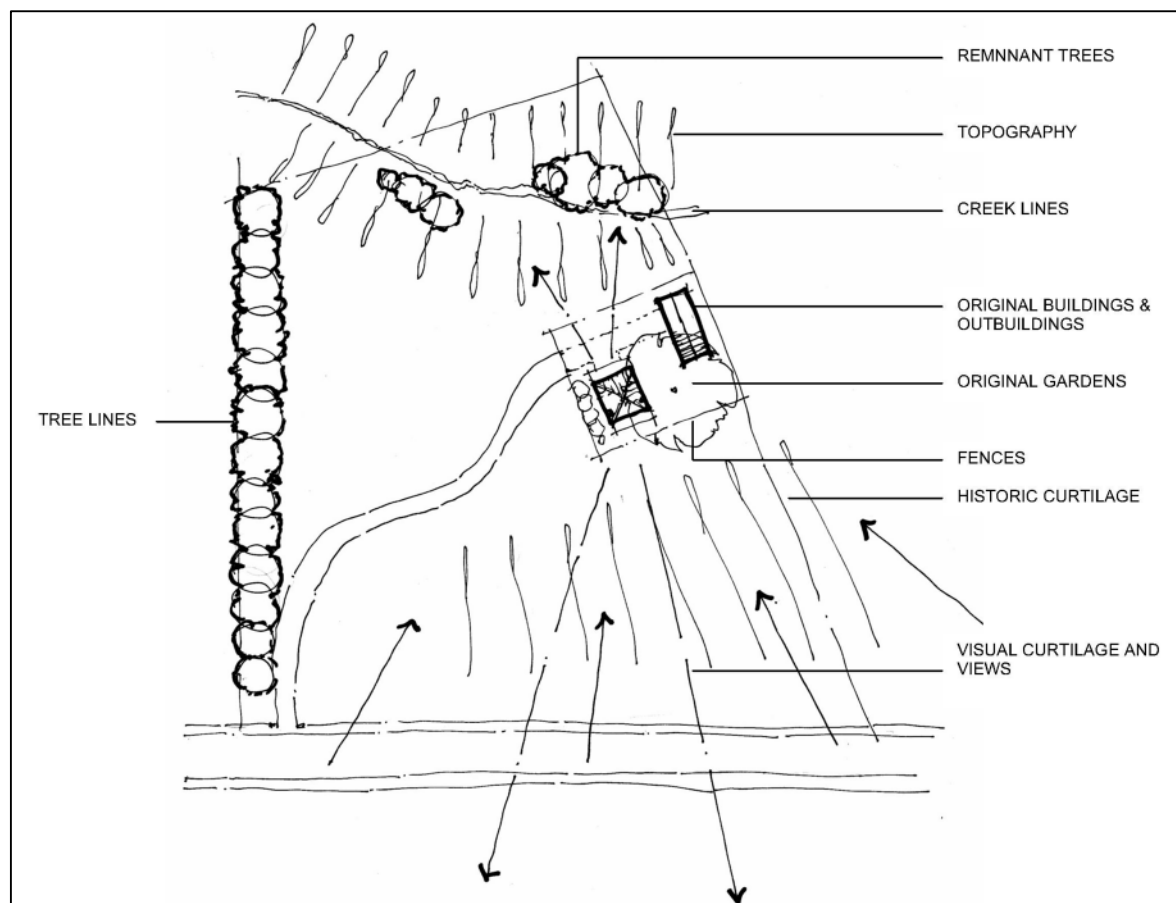 REMNNANT TREES
TOPOGRAPHY
CREEK LINES
ORIGINAL BUILDINGS &
OUTBUILDINGS
ORIGINAL GARDENS
TREE LINES
FENCES
HISTORIC CURTILAGE
VISUAL CURTILAGE AND
VIEWS